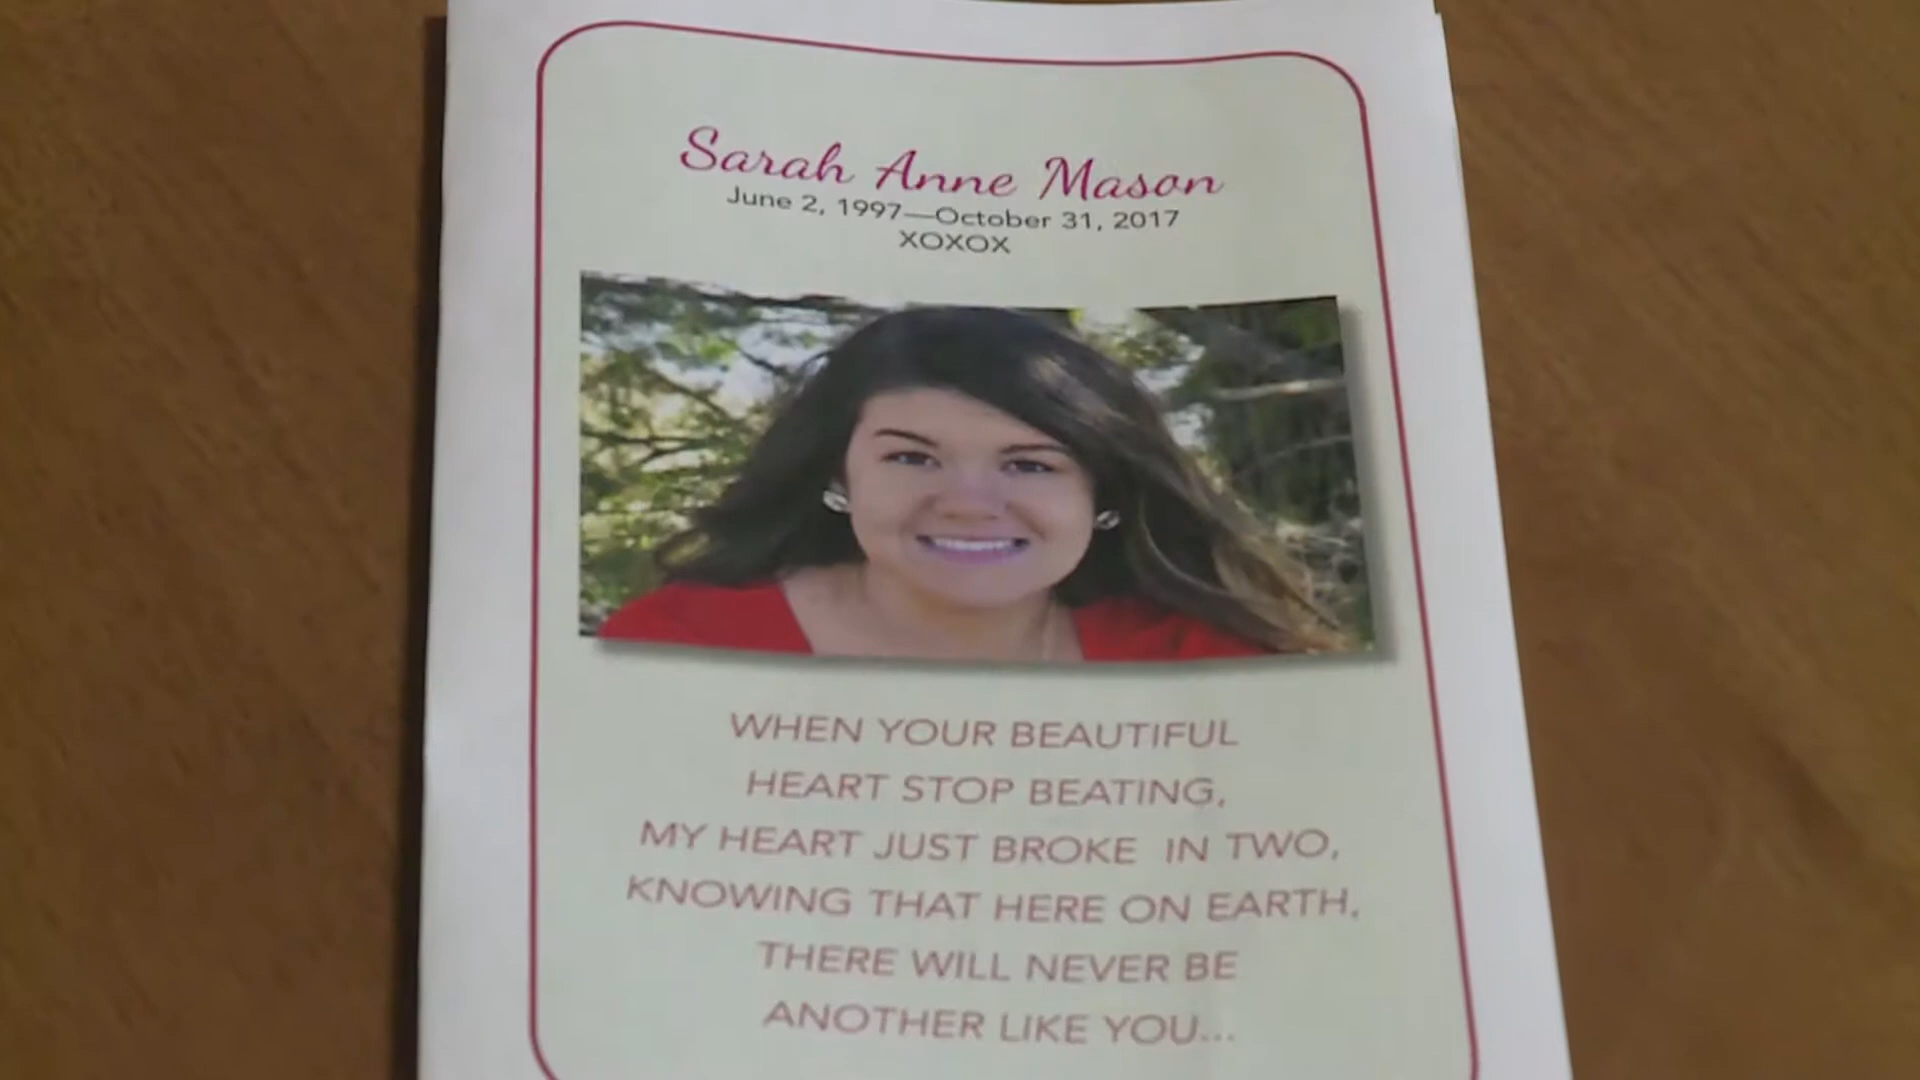 Sarah Anne Mason
June 2, 1997—October 31, 2017
XOXOX
WHEN YOUR BEAUTIFUL
HEART STOP BEATING,
MY HEART JUST BROKE IN TWO,
KNOWING THAT HERE ON EARTH,
THERE WILL NEVER BE
ANOTHER LIKE YOU...